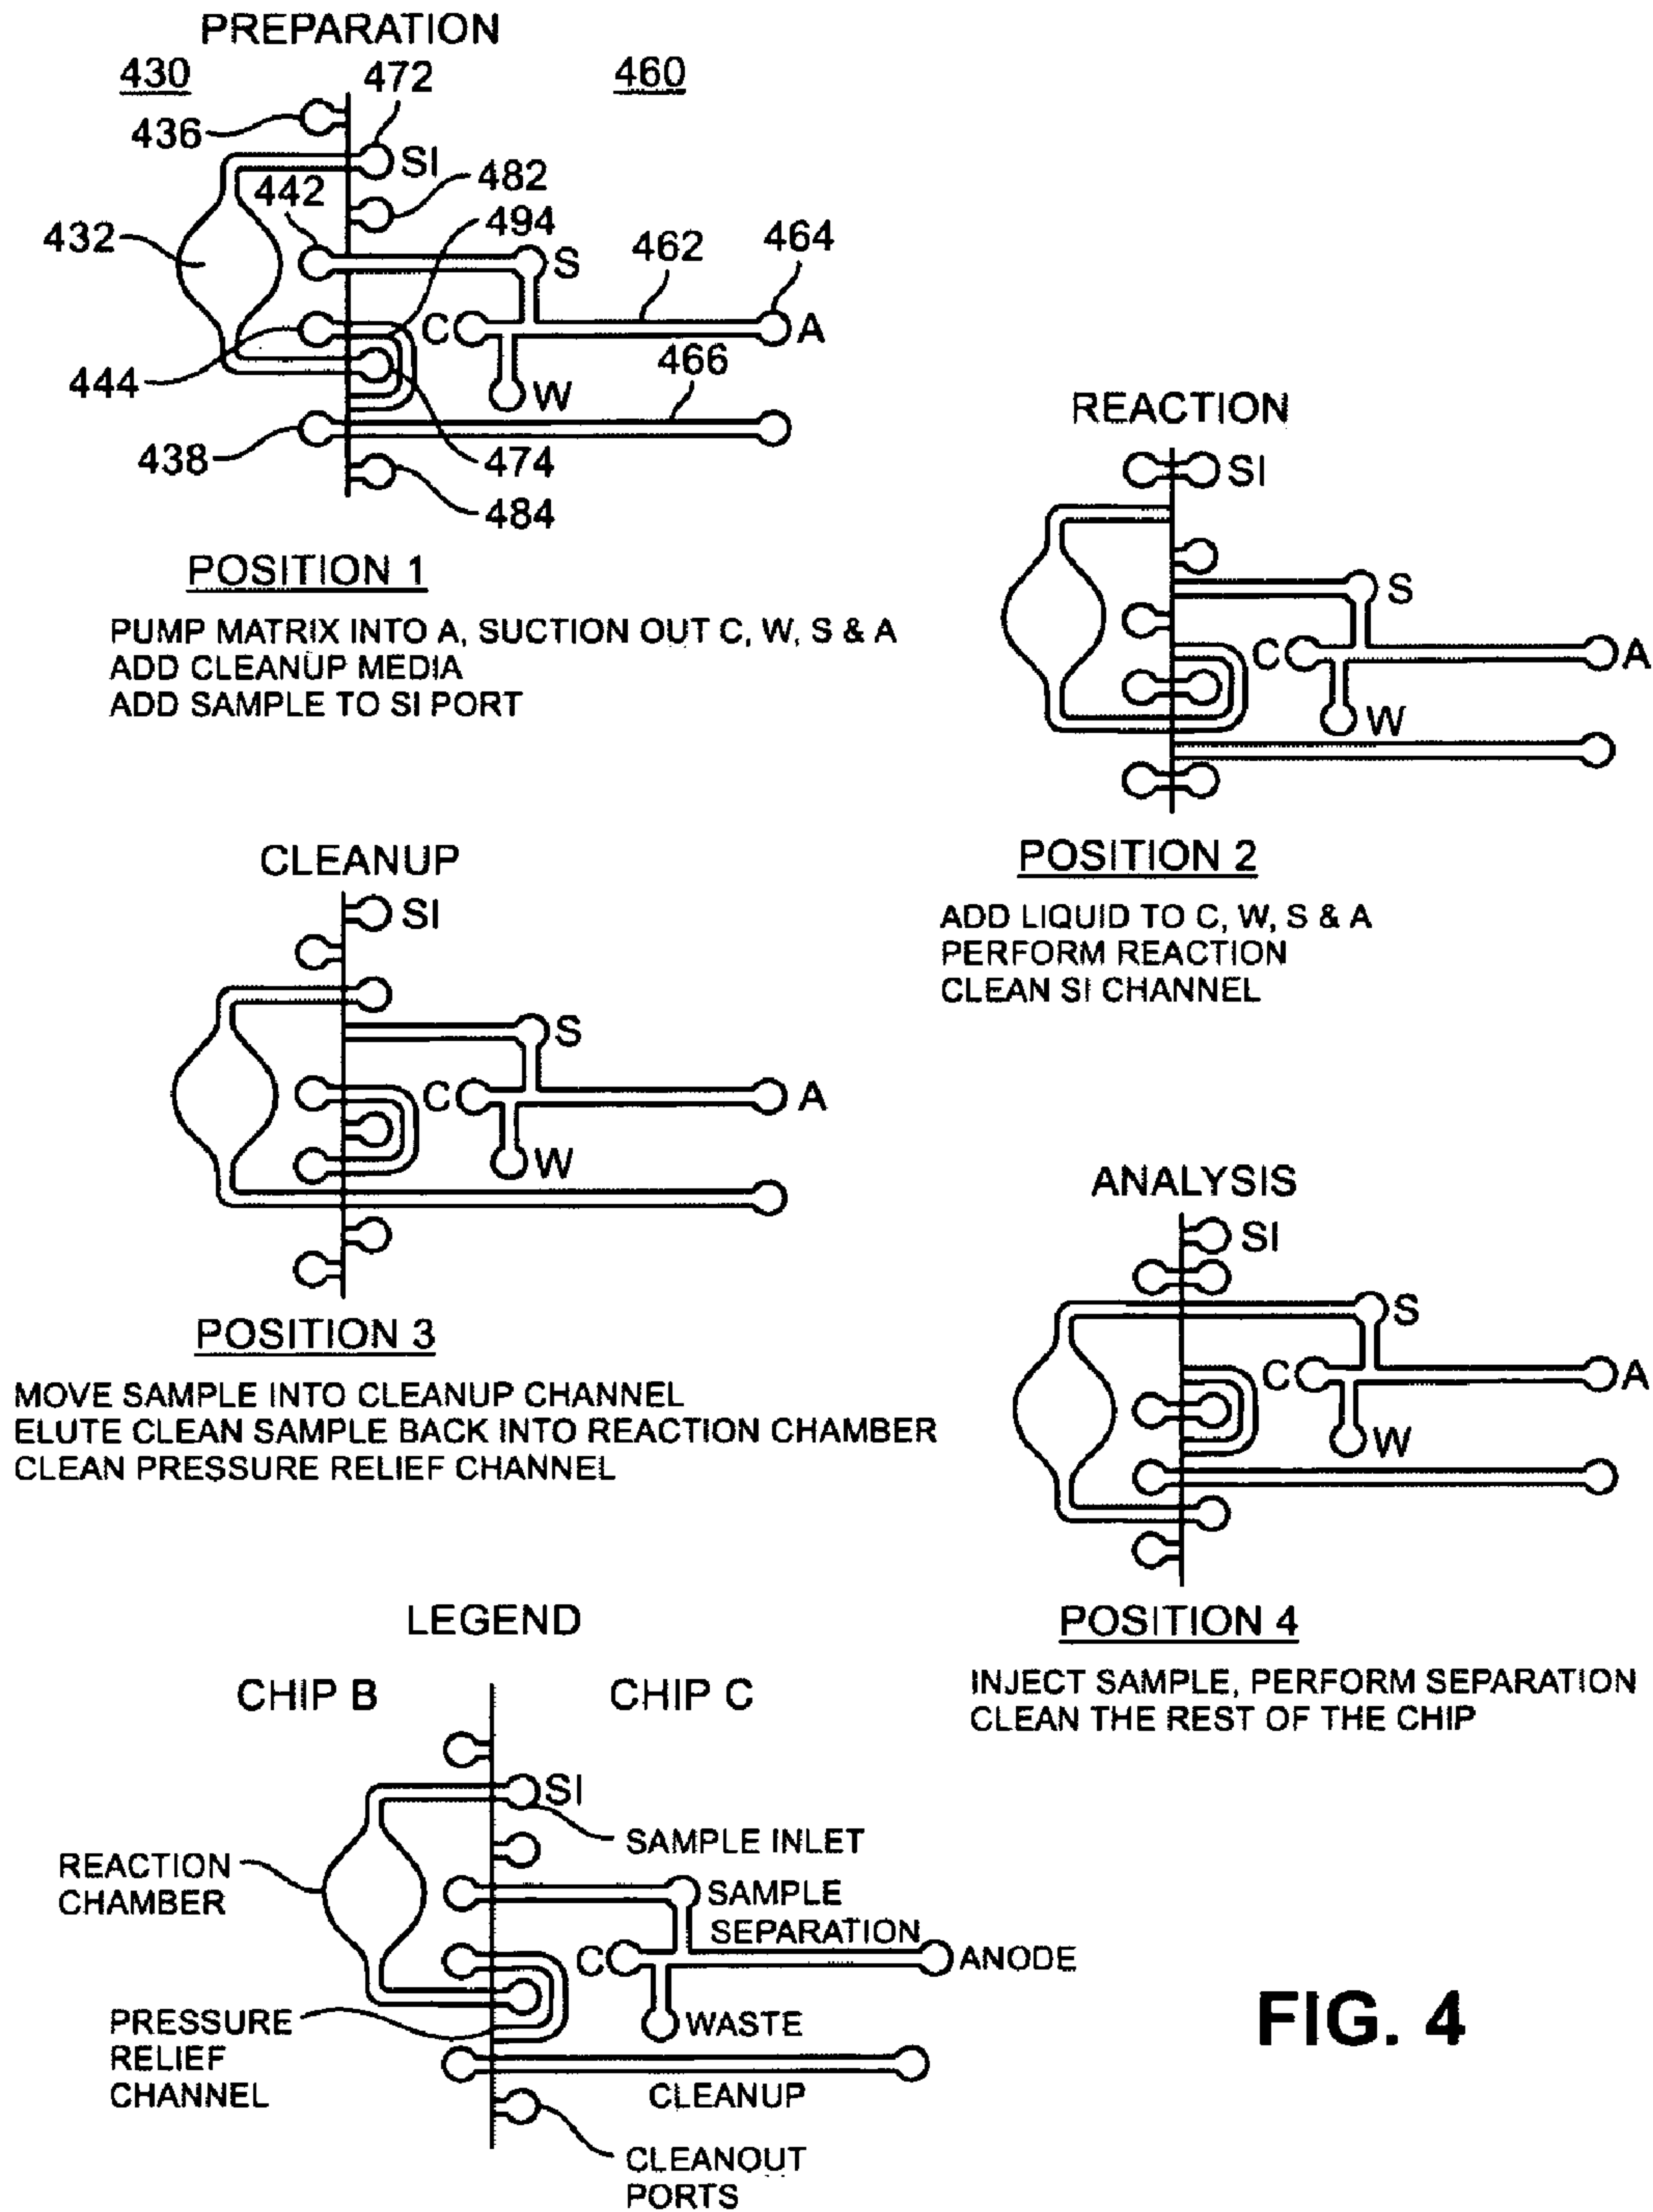 PREPARATION
430
472
460
436
SI
442
482
494
432
S
462
464
C
A
444
466
W
438
474
484
POSITION 1
PUMP MATRIX INTO A, SUCTION OUT C, W, S & A
ADD CLEANUP MEDIA
ADD SAMPLE TO SI PORT
REACTION
SI
S
C
A
W
POSITION 2
ADD LIQUID TO C, W, S & A
PERFORM REACTION
CLEAN SI CHANNEL
CLEANUP
SI
S
C
A
W
POSITION 3
MOVE SAMPLE INTO CLEANUP CHANNEL
ELUTE CLEAN SAMPLE BACK INTO REACTION CHAMBER
CLEAN PRESSURE RELIEF CHANNEL
ANALYSIS
SI
S
C
A
W
POSITION 4
INJECT SAMPLE, PERFORM SEPARATION
CLEAN THE REST OF THE CHIP
LEGEND
CHIP B
CHIP C
SI
SAMPLE INLET
REACTION
CHAMBER
SAMPLE
SEPARATION
C
ANODE
PRESSURE
RELIEF
CHANNEL
WASTE
CLEANUP
CLEANOUT
PORTS
FIG. 4